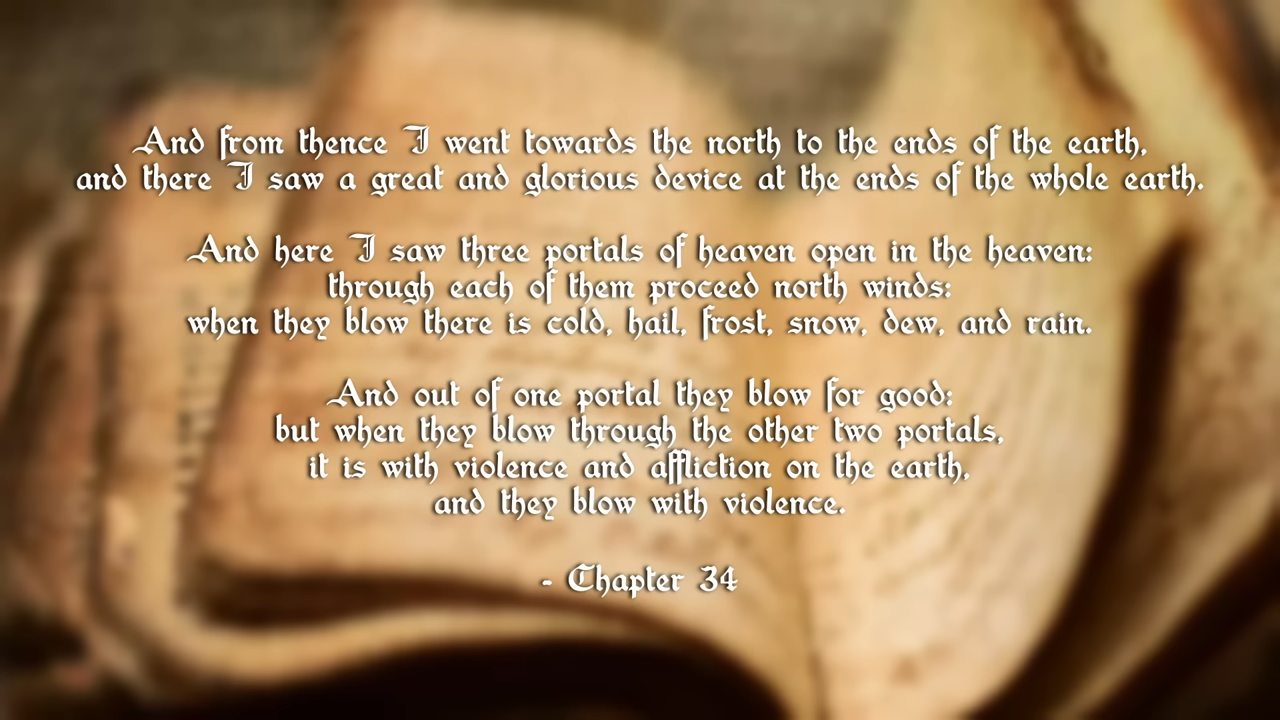 And from thence I went towards the north to the ends of the earth,
and there I saw a great and glorious device at the ends of the whole earth.
And here I saw three portals of heaven open in the heaven:
through each of them proceed north winds:
when they blow there is cold, hail, frost, snow, dew, and rain.
And out of one portal they blow for good:
but when they blow through the other two portals,
it is with violence and affliction on the earth,
and they blow with violence.
- Chapter 34